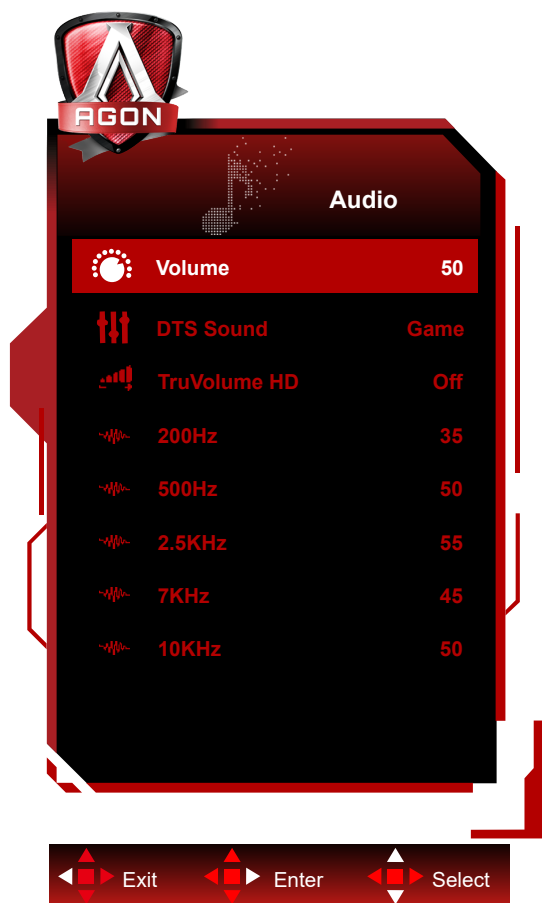 AGON
Audio
Volume 50
DTS Sound Game
TruVolume HD Off
200Hz 35
500Hz 50
2.5KHz 55
7KHz 45
10KHz 50
Exit Enter Select